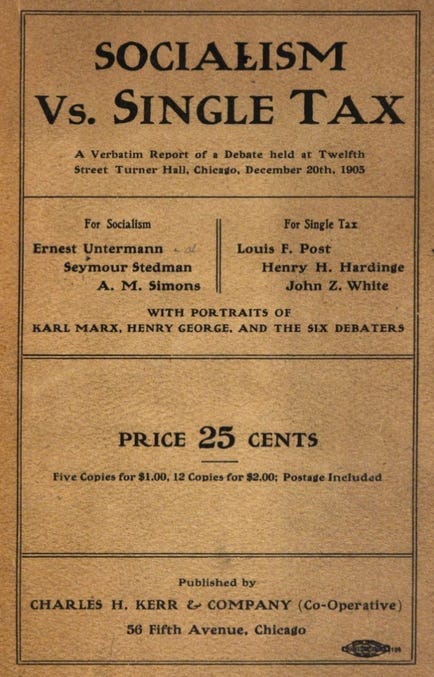 SOCIALISM
Vs. SINGLE TAX
A Verbatim Report of a Debate held at Twelfth
Street Turner Hall, Chicago, December 20th, 1905
For Socialism
Ernest Untermann
Seymour Stedman
A. M. Simons
For Single Tax
Louis F. Post
Henry H. Hardinge
John Z. White
WITH PORTRAITS OF
KARL MARX, HENRY GEORGE, AND THE SIX DEBATERS
PRICE 25 CENTS
Five Copies for $1.00, 12 Copies for $2.00; Postage Included
Published by
CHARLES H. KERR & COMPANY (Co-Operative)
56 Fifth Avenue, Chicago